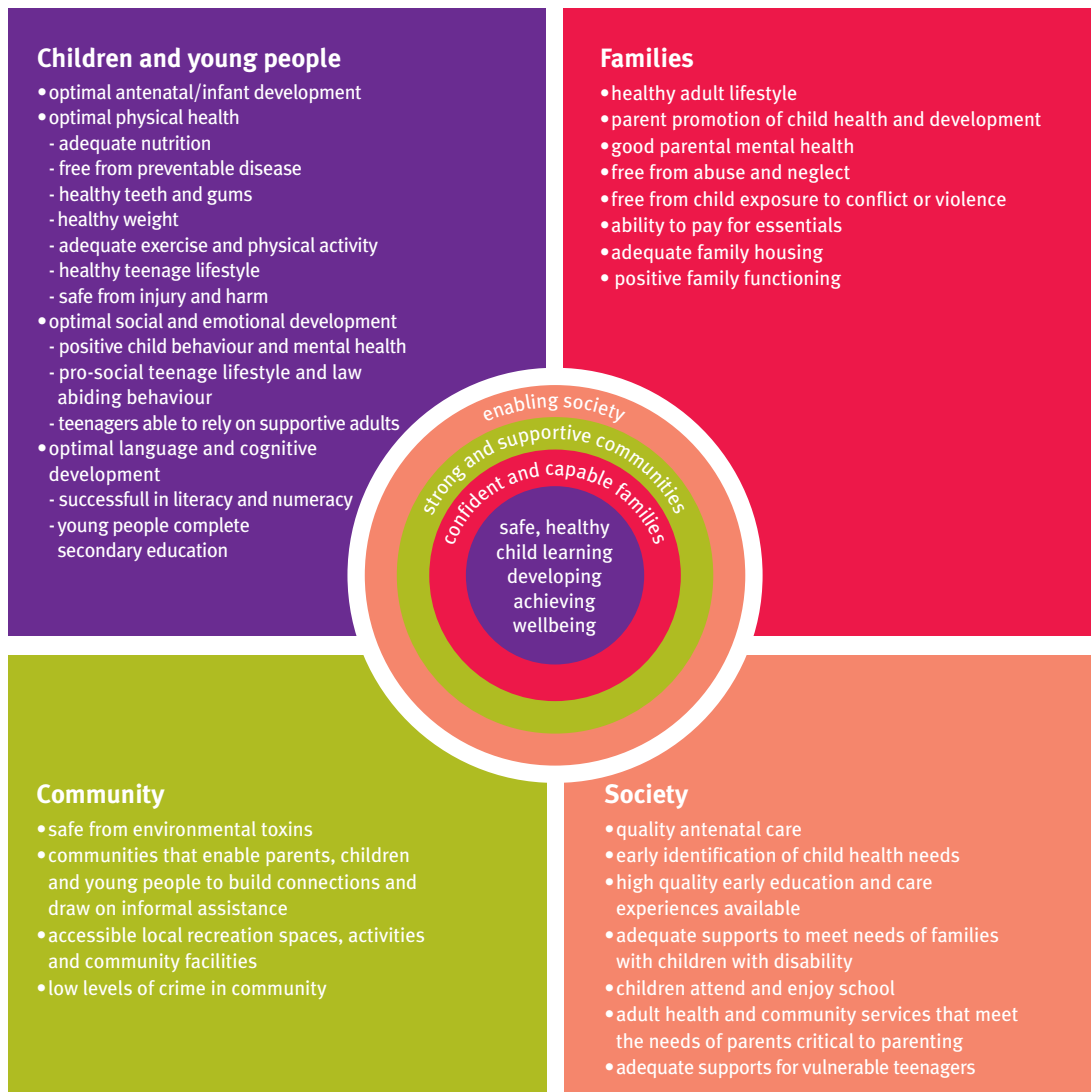 Children and young people
•optimal antenatal/infant development
•optimal physical health
- adequate nutrition
- free from preventable disease
- healthy teeth and gums
- healthy weight
- adequate exercise and physical activity
- healthy teenage lifestyle
- safe from injury and harm
•optimal social and emotional development
- positive child behaviour and mental health
- pro-social teenage lifestyle and law
abiding behaviour
- teenagers able to rely on supportive adults
•optimal language and cognitive
development
- successfull in literacy and numeracy
- young people complete
secondary education
Families
•healthy adult lifestyle
•parent promotion of child health and development
•good parental mental health
•free from abuse and neglect
•free from child exposure to conflict or violence
•ability to pay for essentials
•adequate family housing
• positive family functioning
enabling society
strong and supportive communities
confident and capable families
safe, healthy
child learning
developing
achieving
wellbeing
Community
•safe from environmental toxins
•communities that enable parents, children
and young people to build connections and
draw on informal assistance
•accessible local recreation spaces, activities
and community facilities
•low levels of crime in community
Society
•quality antenatal care
•early identification of child health needs
•high quality early education and care
experiences available
•adequate supports to meet needs of families
with children with disability
•children attend and enjoy school
•adult health and community services that meet
the needs of parents critical to parenting
•adequate supports for vulnerable teenagers